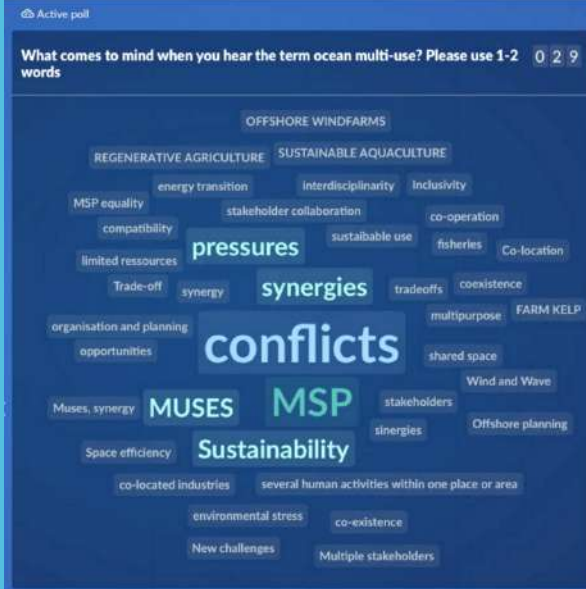 Active poll
What comes to mind when you hear the term ocean multi-use? Please use 1-2
words
0 2 9
OFFSHORE WINDFARMS
REGENERATIVE AGRICULTURE
SUSTAINABLE AQUACULTURE
energy transition
interdisciplinarity
Inclusivity
MSP equality
stakeholder collaboration
co-operation
compatibility
pressures
sustaibable use
fisheries
Co-location
limited ressources
Trade-off
synergy
synergies
tradeoffs
coexistence
multipurpose
FARM KELP
organisation and planning
conflicts
opportunities
shared space
Wind and Wave
Muses, synergy
MUSES
MSP
stakeholders
sinergies
Offshore planning
Space efficiency
Sustainability
co-located industries
several human activities within one place or area
environmental stress
co-existence
New challenges
Multiple stakeholders